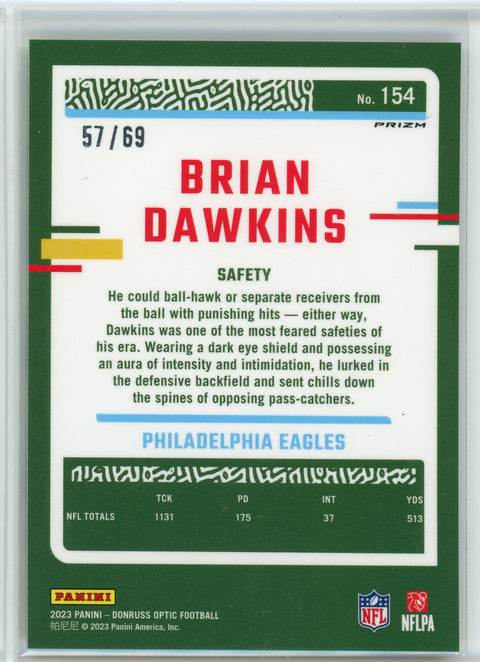 No. 154
PRIZM
57/69
BRIAN
DAWKINS
SAFETY
He could ball-hawk or separate receivers from
the ball with punishing hits — either way,
Dawkins was one of the most feared safeties of
his era. Wearing a dark eye shield and possessing
an aura of intensity and intimidation, he lurked in
the defensive backfield and sent chills down
the spines of opposing pass-catchers.
PHILADELPHIA EAGLES
TCK PD INT YDS
NFL TOTALS 1131 175 37 513
PANINI
2023 PANINI – DONRUSS OPTIC FOOTBALL
帕尼尼 © 2023 Panini America, Inc.
NFL
NFLPA